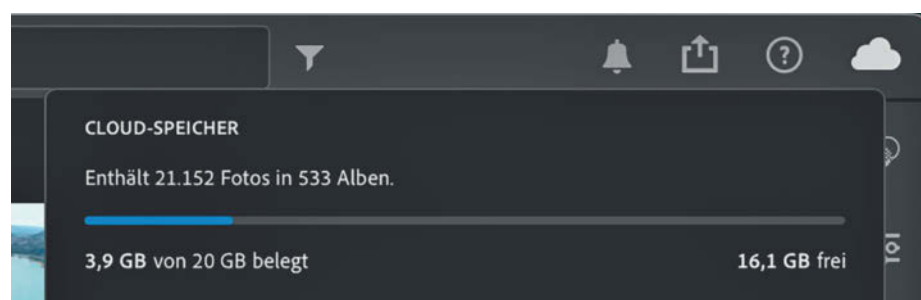 CLOUD-SPEICHER
Enthält 21.152 Fotos in 533 Alben.
3,9 GB von 20 GB belegt
16,1 GB frei